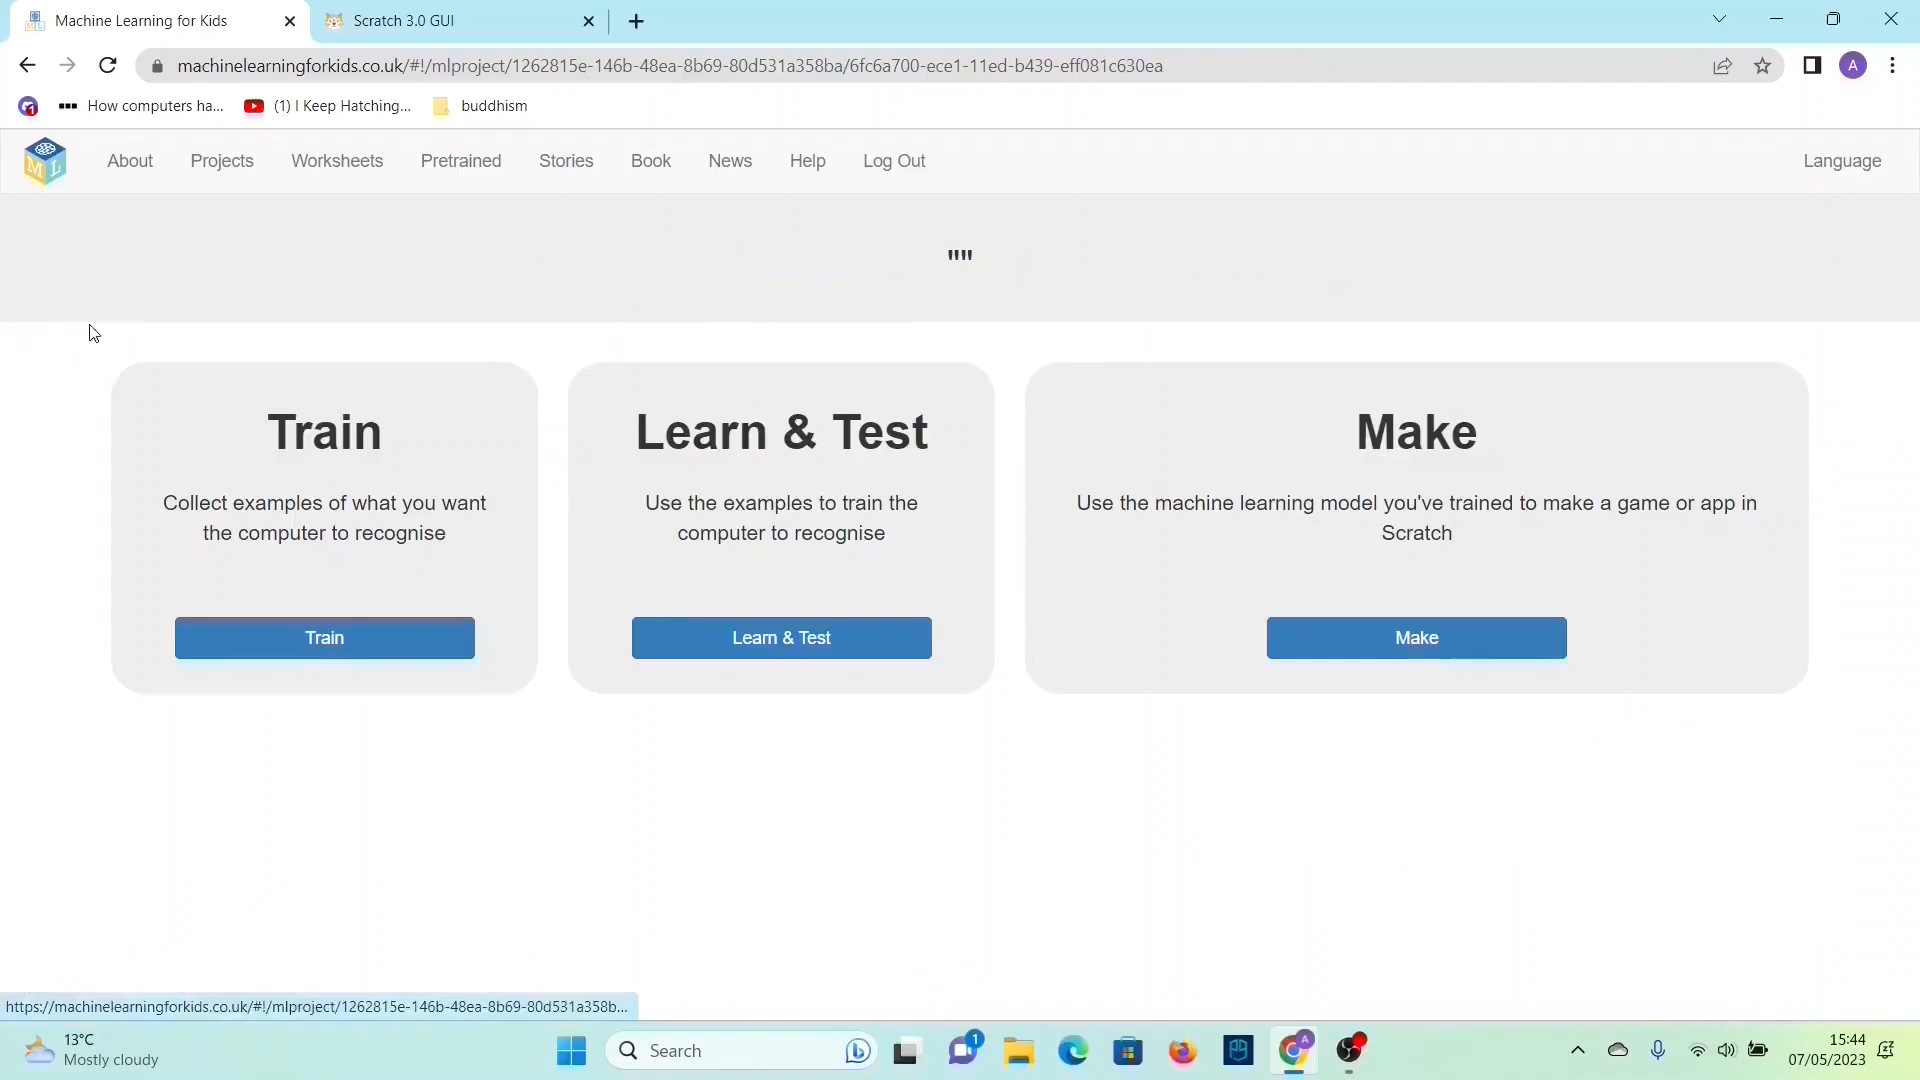 Machine Learning for Kids
Scratch 3.0 GUI
machinelearningforkids.co.uk/#!/mlproject/1262815e-146b-48ea-8b69-80d531a358ba/6fc6a700-ece1-11ed-b439-eff081c630ea
A
1
How computers ha...
(1) I Keep Hatching...
buddhism
ML
About
Projects
Worksheets
Pretrained
Stories
Book
News
Help
Log Out
Language
""
Train
Learn & Test
Make
Collect examples of what you want
the computer to recognise
Use the examples to train the
computer to recognise
Use the machine learning model you've trained to make a game or app in
Scratch
Train
Learn & Test
Make
https://machinelearningforkids.co.uk/#!/mlproject/1262815e-146b-48ea-8b69-80d531a358b...
13°C
Mostly cloudy
Search
1
A
15:44
07/05/2023